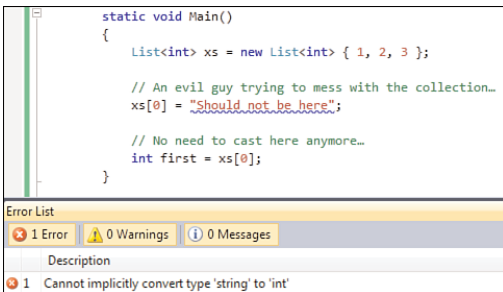 static void Main()
{
List<int> xs = new List<int> { 1, 2, 3 };
// An evil guy trying to mess with the collection…
xs[0] = "Should not be here";
// No need to cast here anymore…
int first = xs[0];
}
Error List
1 Error 0 Warnings 0 Messages
Description
1 Cannot implicitly convert type 'string' to 'int'